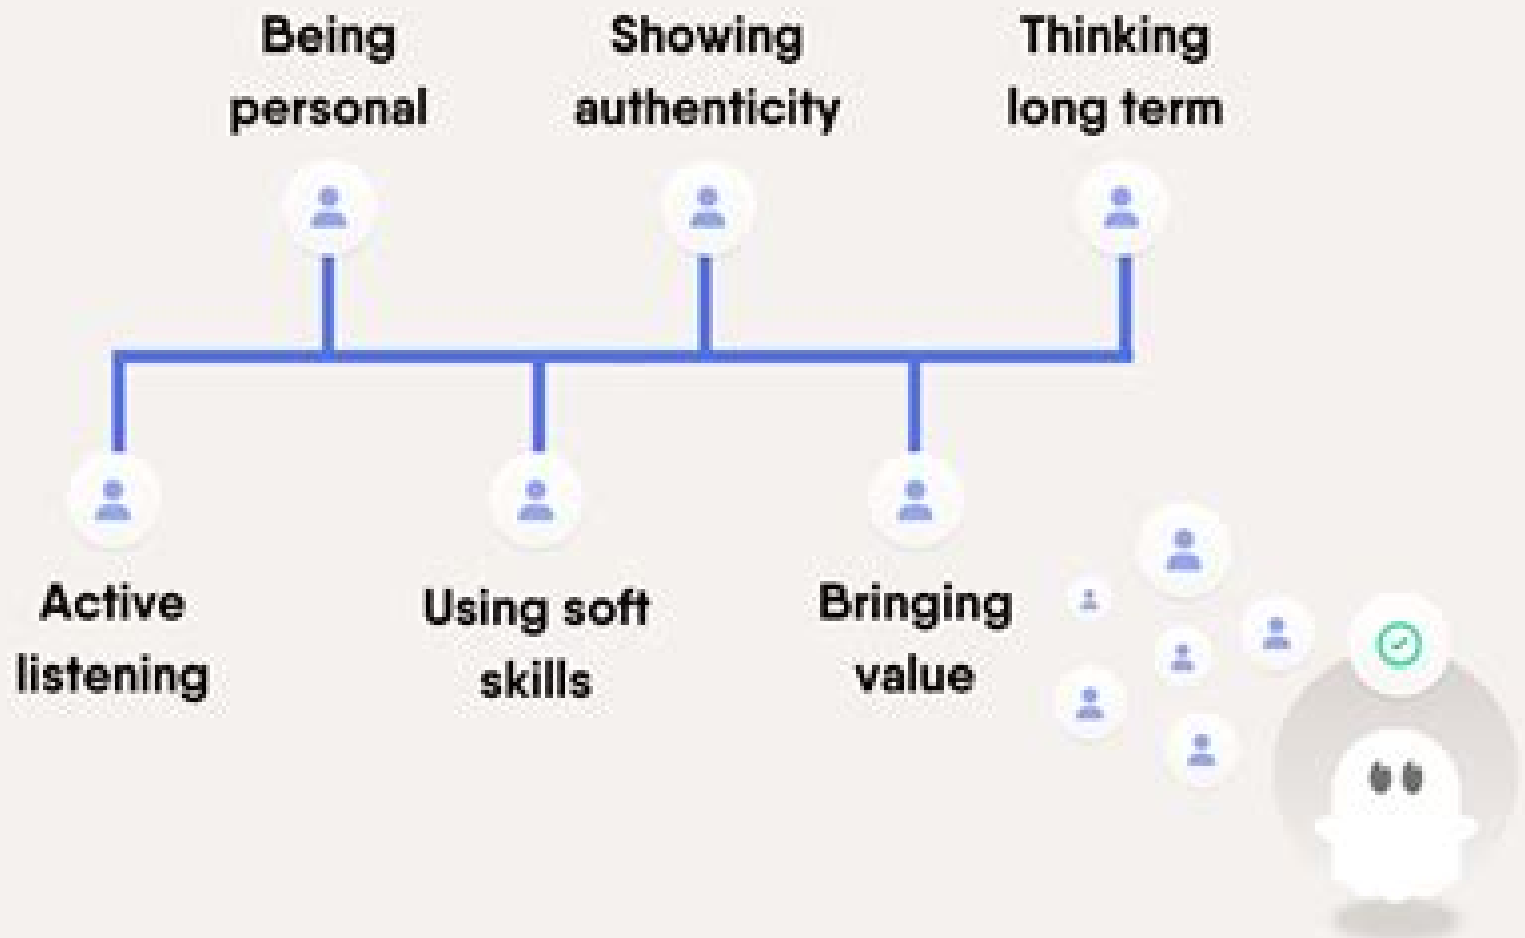 Being
personal
Showing
authenticity
Thinking
long term
Active
listening
Using soft
skills
Bringing
value